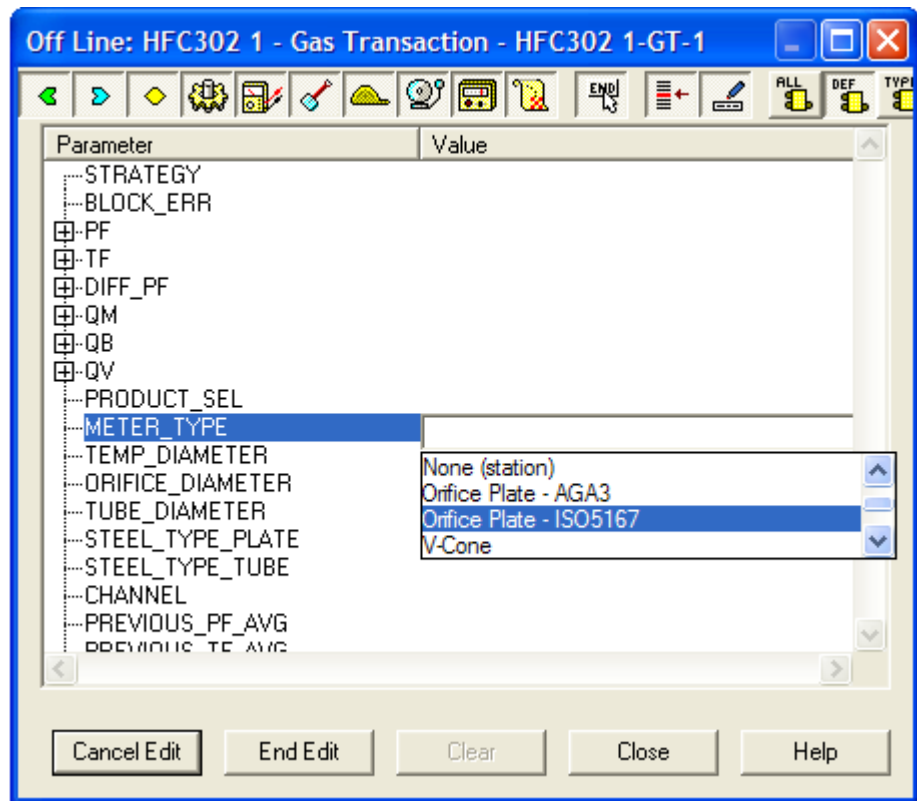 Off Line: HFC302 1 - Gas Transaction - HFC302 1-GT-1
END ALL DEF TYPE
Parameter Value
STRATEGY
BLOCK_ERR
PF
TF
DIFF_PF
QM
QB
QV
PRODUCT_SEL
METER_TYPE
TEMP_DIAMETER None (station)
ORIFICE_DIAMETER Orifice Plate - AGA3
TUBE_DIAMETER Orifice Plate - ISO5167
STEEL_TYPE_PLATE V-Cone
STEEL_TYPE_TUBE
CHANNEL
PREVIOUS_PF_AVG
PREVIOUS_TF_AVG
Cancel Edit End Edit Clear Close Help